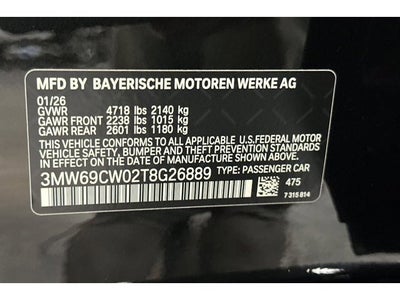 MFD BY BAYERISCHE MOTOREN WERKE AG
01/26
GVWR 4718 lbs 2140 kg
GAWR FRONT 2238 lbs 1015 kg
GAWR REAR 2601 lbs 1180 kg
THIS VEHICLE CONFORMS TO ALL APPLICABLE U.S.FEDERAL MOTOR
VEHICLE SAFETY, BUMPER, AND THEFT PREVENTION STANDARDS
IN EFFECT ON THE DATE OF MANUFACTURE SHOWN ABOVE.
3MW69CW02T8G26889 TYPE: PASSENGER CAR
475
7315814